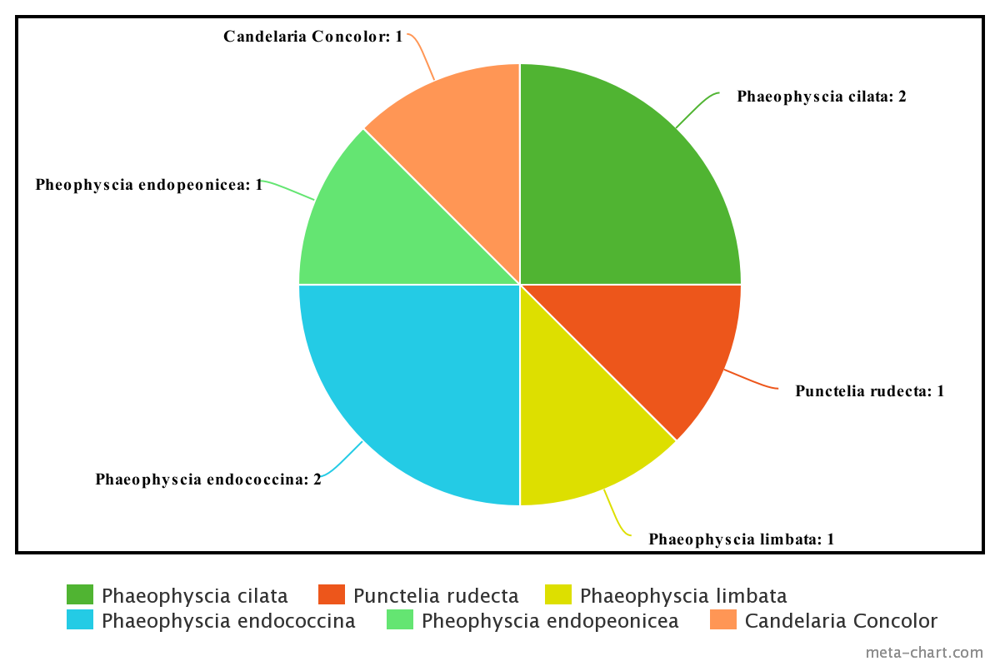 Candelaria Concolor: 1
Phaeophyscia cilata: 2
Pheophyscia endopeonicea: 1
Punctelia rudecta: 1
Phaeophyscia endococcina: 2
Phaeophyscia limbata: 1
Phaeophyscia cilata Punctelia rudecta Phaeophyscia limbata
Phaeophyscia endococcina Pheophyscia endopeonicea Candelaria Concolor
meta-chart.com